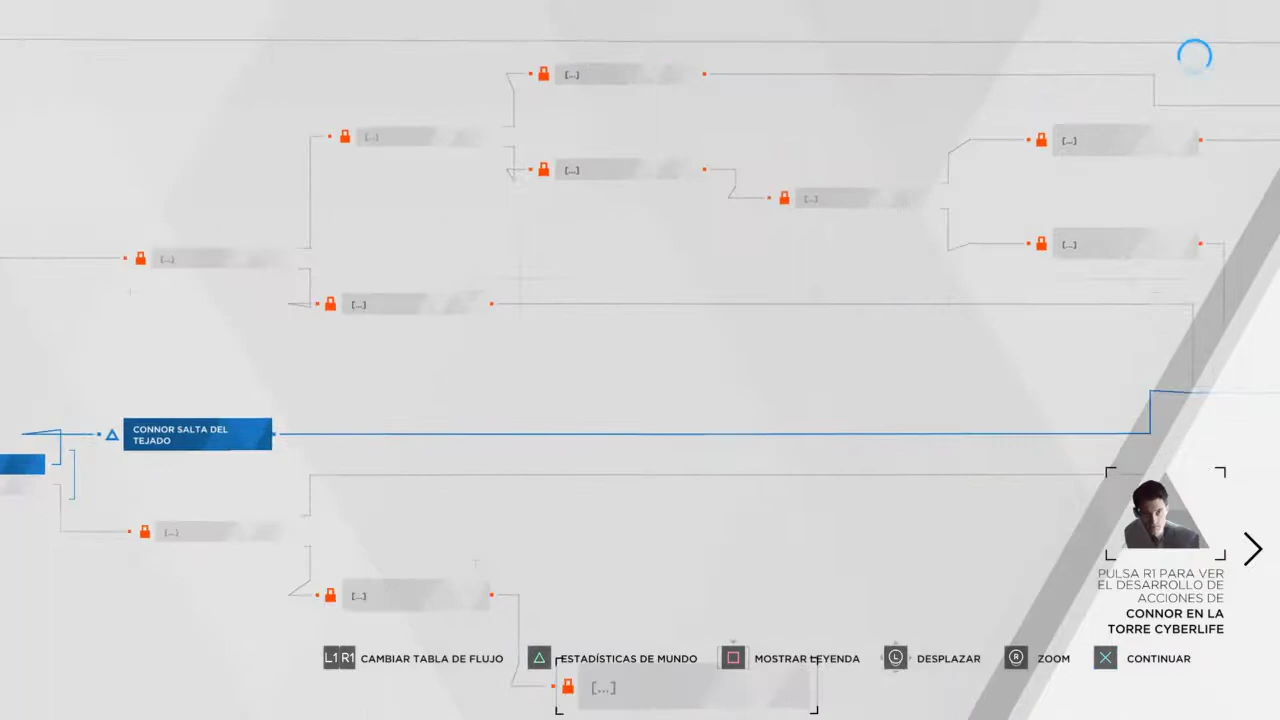 [...]
[...]
[...]
[...]
[...]
[...]
[...]
[...]
CONNOR SALTA DEL
TEJADO
[...]
[...]
PULSA R1 PARA VER
EL DESARROLLO DE
ACCIONES DE
CONNOR EN LA
TORRE CYBERLIFE
L1 R1 CAMBIAR TABLA DE FLUJO
ESTADÍSTICAS DE MUNDO
MOSTRAR LEYENDA
L DESPLAZAR
R ZOOM
CONTINUAR
[...]